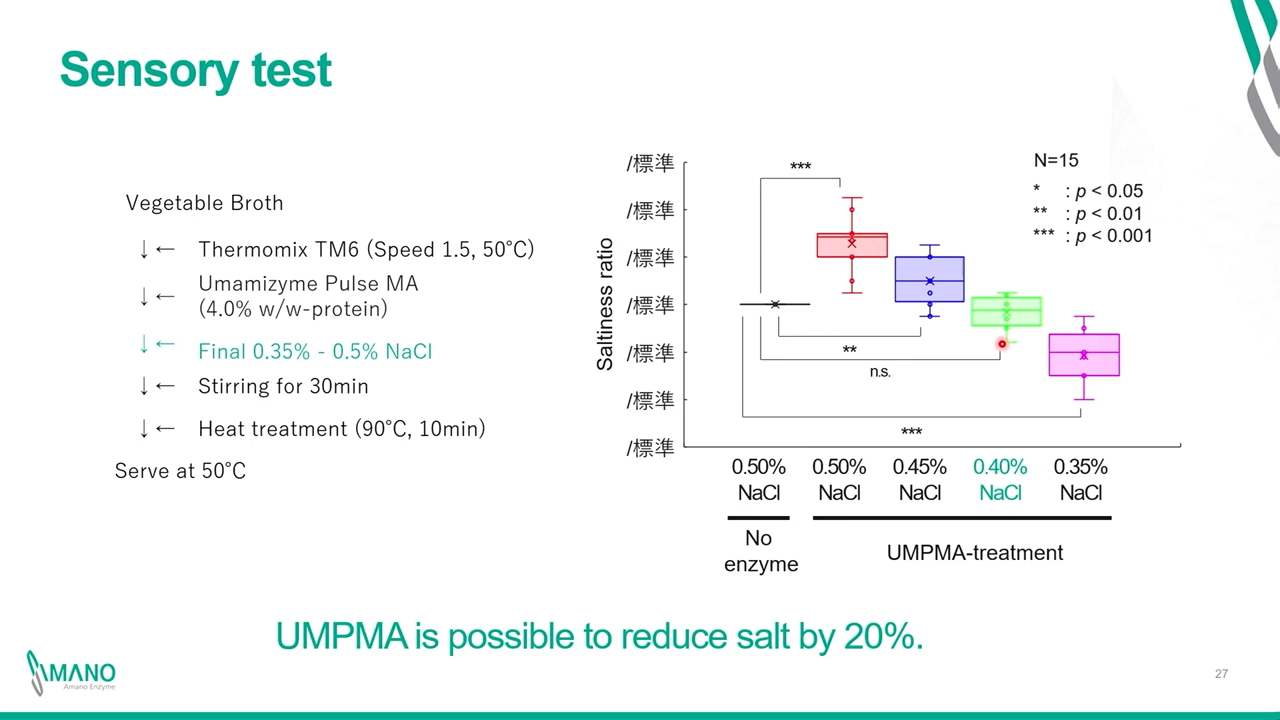 Sensory test
Vegetable Broth
↓← Thermomix TM6 (Speed 1.5, 50°C)
↓← Umamizyme Pulse MA
(4.0% w/w-protein)
↓← Final 0.35% - 0.5% NaCl
↓← Stirring for 30min
↓← Heat treatment (90°C, 10min)
Serve at 50°C
Saltiness ratio
/標準
/標準
/標準
/標準
/標準
/標準
/標準
***
**
n.s.
***
N=15
* : p < 0.05
** : p < 0.01
*** : p < 0.001
0.50% 0.50% 0.45% 0.40% 0.35%
NaCl NaCl NaCl NaCl NaCl
No
enzyme
UMPMA-treatment
UMPMA is possible to reduce salt by 20%.
AMANO
Amano Enzyme
27